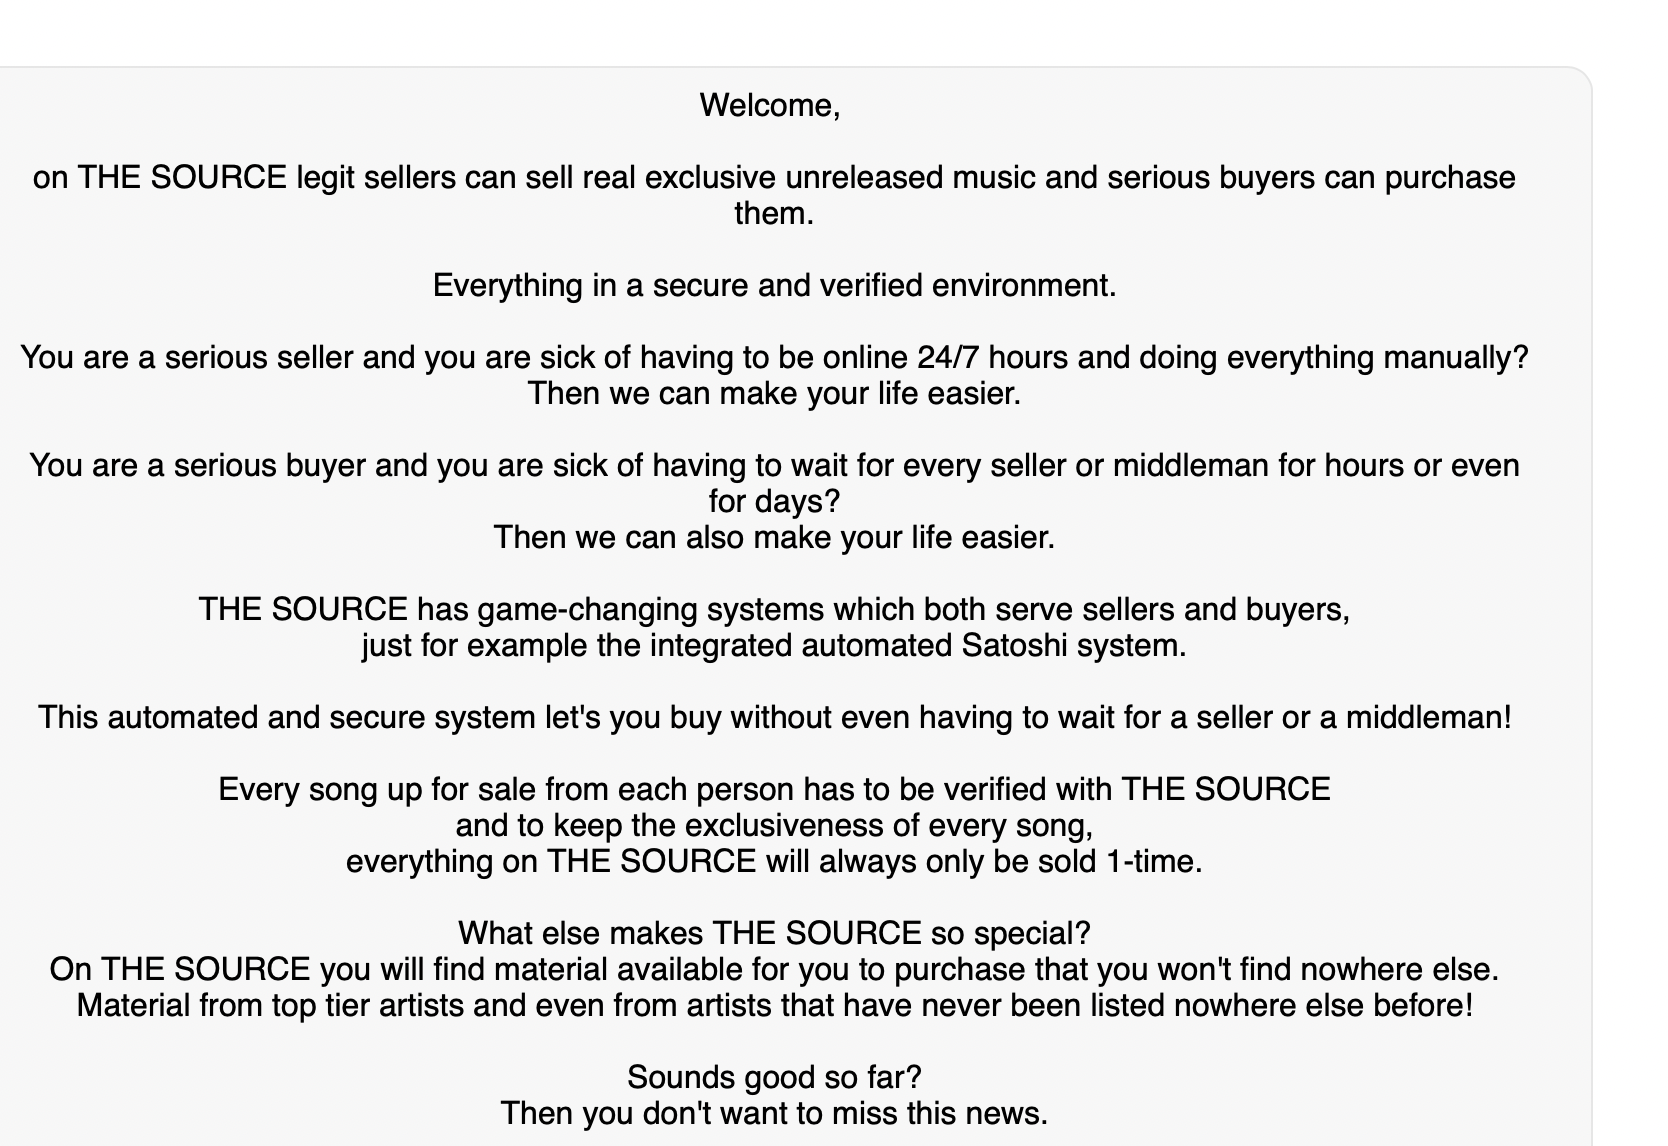 Welcome,
on THE SOURCE legit sellers can sell real exclusive unreleased music and serious buyers can purchase
them.
Everything in a secure and verified environment.
You are a serious seller and you are sick of having to be online 24/7 hours and doing everything manually?
Then we can make your life easier.
You are a serious buyer and you are sick of having to wait for every seller or middleman for hours or even
for days?
Then we can also make your life easier.
THE SOURCE has game-changing systems which both serve sellers and buyers,
just for example the integrated automated Satoshi system.
This automated and secure system let's you buy without even having to wait for a seller or a middleman!
Every song up for sale from each person has to be verified with THE SOURCE
and to keep the exclusiveness of every song,
everything on THE SOURCE will always only be sold 1-time.
What else makes THE SOURCE so special?
On THE SOURCE you will find material available for you to purchase that you won't find nowhere else.
Material from top tier artists and even from artists that have never been listed nowhere else before!
Sounds good so far?
Then you don't want to miss this news.